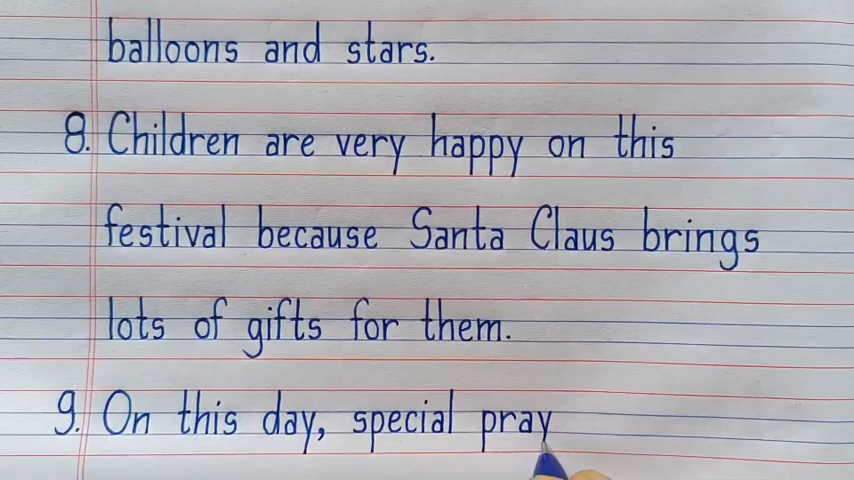 balloons and stars.
8. Children are very happy on this
festival because Santa Claus brings
lots of gifts for them.
9. On this day, special pray